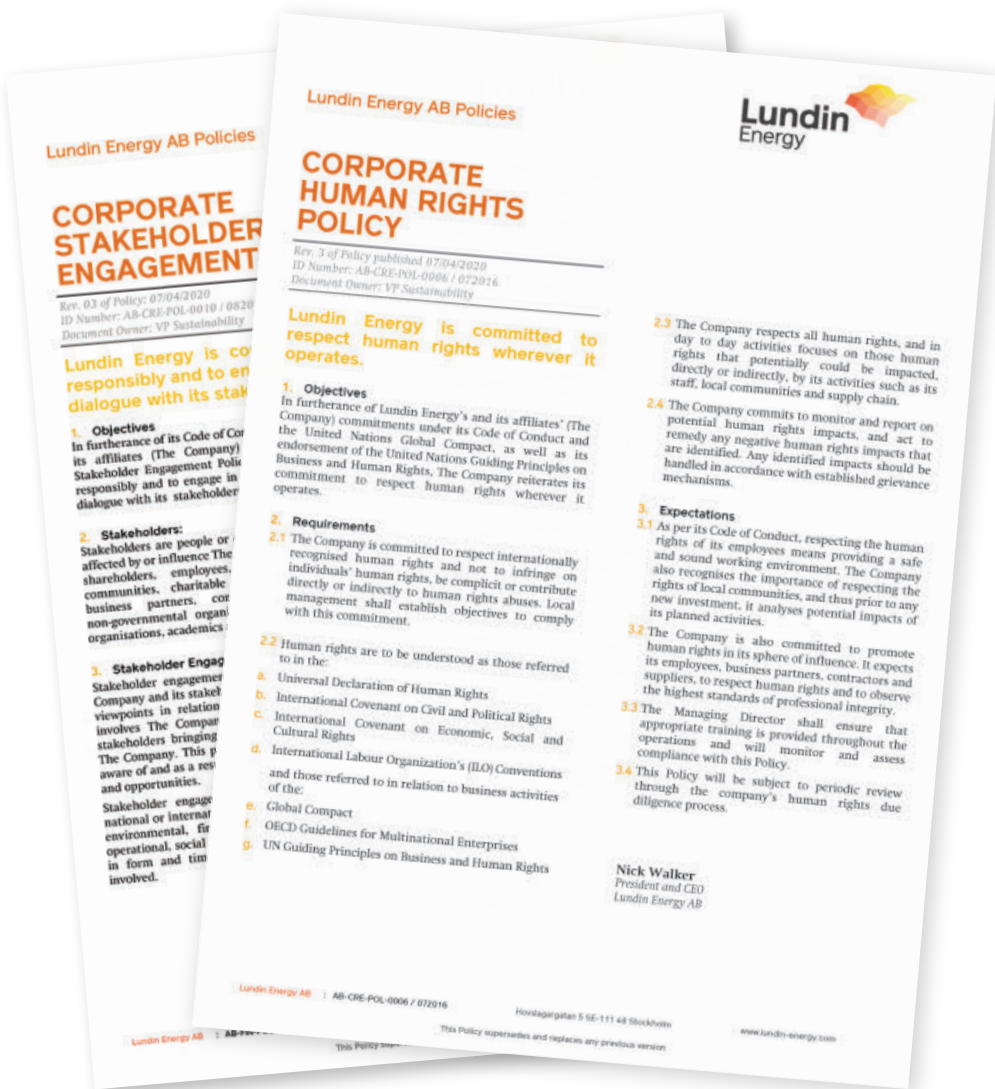 Lundin Energy AB Policies
CORPORATE
STAKEHOLDER
ENGAGEMENT
Rev. 03 of Policy: 07/04/2020
ID Number: AB-CRE-POL-0010 / 0820
Document Owner: VP Sustainability
Lundin Energy is co
responsibly and to en
dialogue with its stak
1. Objectives
In furtherance of its Code of Con
its affiliates (The Company)
Stakeholder Engagement Polic
responsibly and to engage in
dialogue with its stakeholder
2. Stakeholders:
Stakeholders are people or
affected by or influence The
shareholders, employees,
communities, charitable
business partners, con
non-governmental organi
organisations, academics
3. Stakeholder Engag
Stakeholder engagemen
Company and its stakeh
viewpoints in relation
involves The Compan
stakeholders bringing
The Company. This p
aware of and as a resu
and opportunities.
Stakeholder engage
national or internat
environmental, fin
operational, social
in form and tim
involved.
Lundin Energy AB :
This Policy supe
Lundin Energy AB Policies
Lundin
Energy
CORPORATE
HUMAN RIGHTS
POLICY
Rev. 3 of Policy published 07/04/2020
ID Number: AB-CRE-POL-0006 / 072016
Document Owner: VP Sustainability
Lundin Energy is committed to
respect human rights wherever it
operates.
1. Objectives
In furtherance of Lundin Energy's and its affiliates' (The
Company) commitments under its Code of Conduct and
the United Nations Global Compact, as well as its
endorsement of the United Nations Guiding Principles on
Business and Human Rights, The Company reiterates its
commitment to respect human rights wherever it
operates.
2. Requirements
2.1 The Company is committed to respect internationally
recognised human rights and not to infringe on
individuals' human rights, be complicit or contribute
directly or indirectly to human rights abuses. Local
management shall establish objectives to comply
with this commitment.
2.2 Human rights are to be understood as those referred
to in the:
a. Universal Declaration of Human Rights
b. International Covenant on Civil and Political Rights
c. International Covenant on Economic, Social and
Cultural Rights
d. International Labour Organization's (ILO) Conventions
and those referred to in relation to business activities
of the:
e. Global Compact
f. OECD Guidelines for Multinational Enterprises
g. UN Guiding Principles on Business and Human Rights
2.3 The Company respects all human rights, and in
day to day activities focuses on those human
rights that potentially could be impacted,
directly or indirectly, by its activities such as its
staff, local communities and supply chain.
2.4 The Company commits to monitor and report on
potential human rights impacts, and act to
remedy any negative human rights impacts that
are identified. Any identified impacts should be
handled in accordance with established grievance
mechanisms.
3. Expectations
3.1 As per its Code of Conduct, respecting the human
rights of its employees means providing a safe
and sound working environment. The Company
also recognises the importance of respecting the
rights of local communities, and thus prior to any
new investment, it analyses potential impacts of
its planned activities.
3.2 The Company is also committed to promote
human rights in its sphere of influence. It expects
its employees, business partners, contractors and
suppliers, to respect human rights and to observe
the highest standards of professional integrity.
3.3 The Managing Director shall ensure that
appropriate training is provided throughout the
operations and will monitor and assess
compliance with this Policy.
3.4 This Policy will be subject to periodic review
through the company's human rights due
diligence process.
Nick Walker
President and CEO
Lundin Energy AB
Lundin Energy AB : AB-CRE-POL-0006 / 072016
Hovslagargatan 5 SE-111 48 Stockholm
www.lundin-energy.com
This Policy supersedes and replaces any previous version